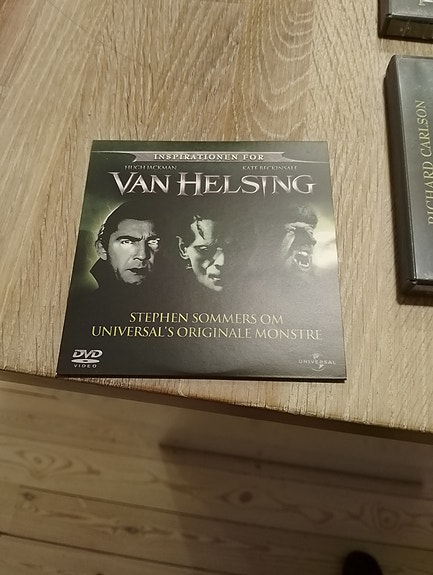 INSPIRATIONEN FOR
HUGH JACKMAN KATE BECKINSALE
VAN HELSING
STEPHEN SOMMERS OM
UNIVERSAL'S ORIGINALE MONSTRE
DVD
VIDEO
UNIVERSAL
RICHARD CARLSON